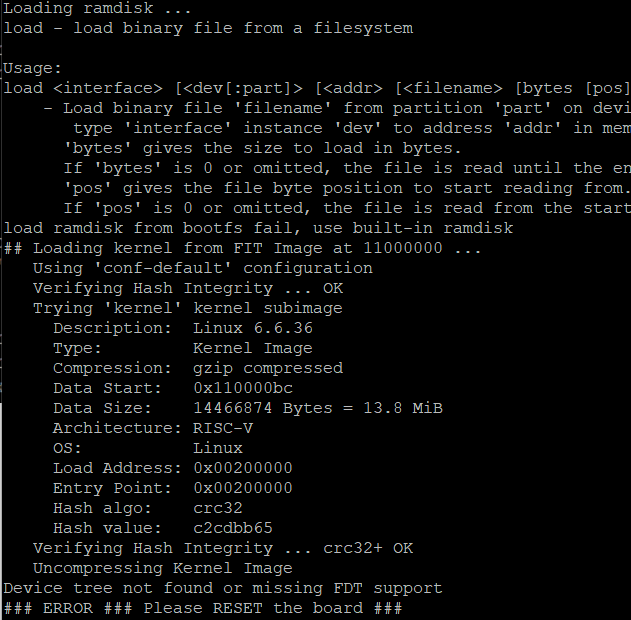 Loading ramdisk ...
load - load binary file from a filesystem
Usage:
load <interface> [<dev[:part]> [<addr> [<filename> [bytes [pos]
- Load binary file 'filename' from partition 'part' on devi
type 'interface' instance 'dev' to address 'addr' in mem
'bytes' gives the size to load in bytes.
If 'bytes' is 0 or omitted, the file is read until the en
'pos' gives the file byte position to start reading from.
If 'pos' is 0 or omitted, the file is read from the start
load ramdisk from bootfs fail, use built-in ramdisk
## Loading kernel from FIT Image at 11000000 ...
Using 'conf-default' configuration
Verifying Hash Integrity ... OK
Trying 'kernel' kernel subimage
Description:  Linux 6.6.36
Type:         Kernel Image
Compression:  gzip compressed
Data Start:   0x110000bc
Data Size:    14466874 Bytes = 13.8 MiB
Architecture: RISC-V
OS:           Linux
Load Address: 0x00200000
Entry Point:  0x00200000
Hash algo:    crc32
Hash value:   c2cdbb65
Verifying Hash Integrity ... crc32+ OK
Uncompressing Kernel Image
Device tree not found or missing FDT support
### ERROR ### Please RESET the board ###